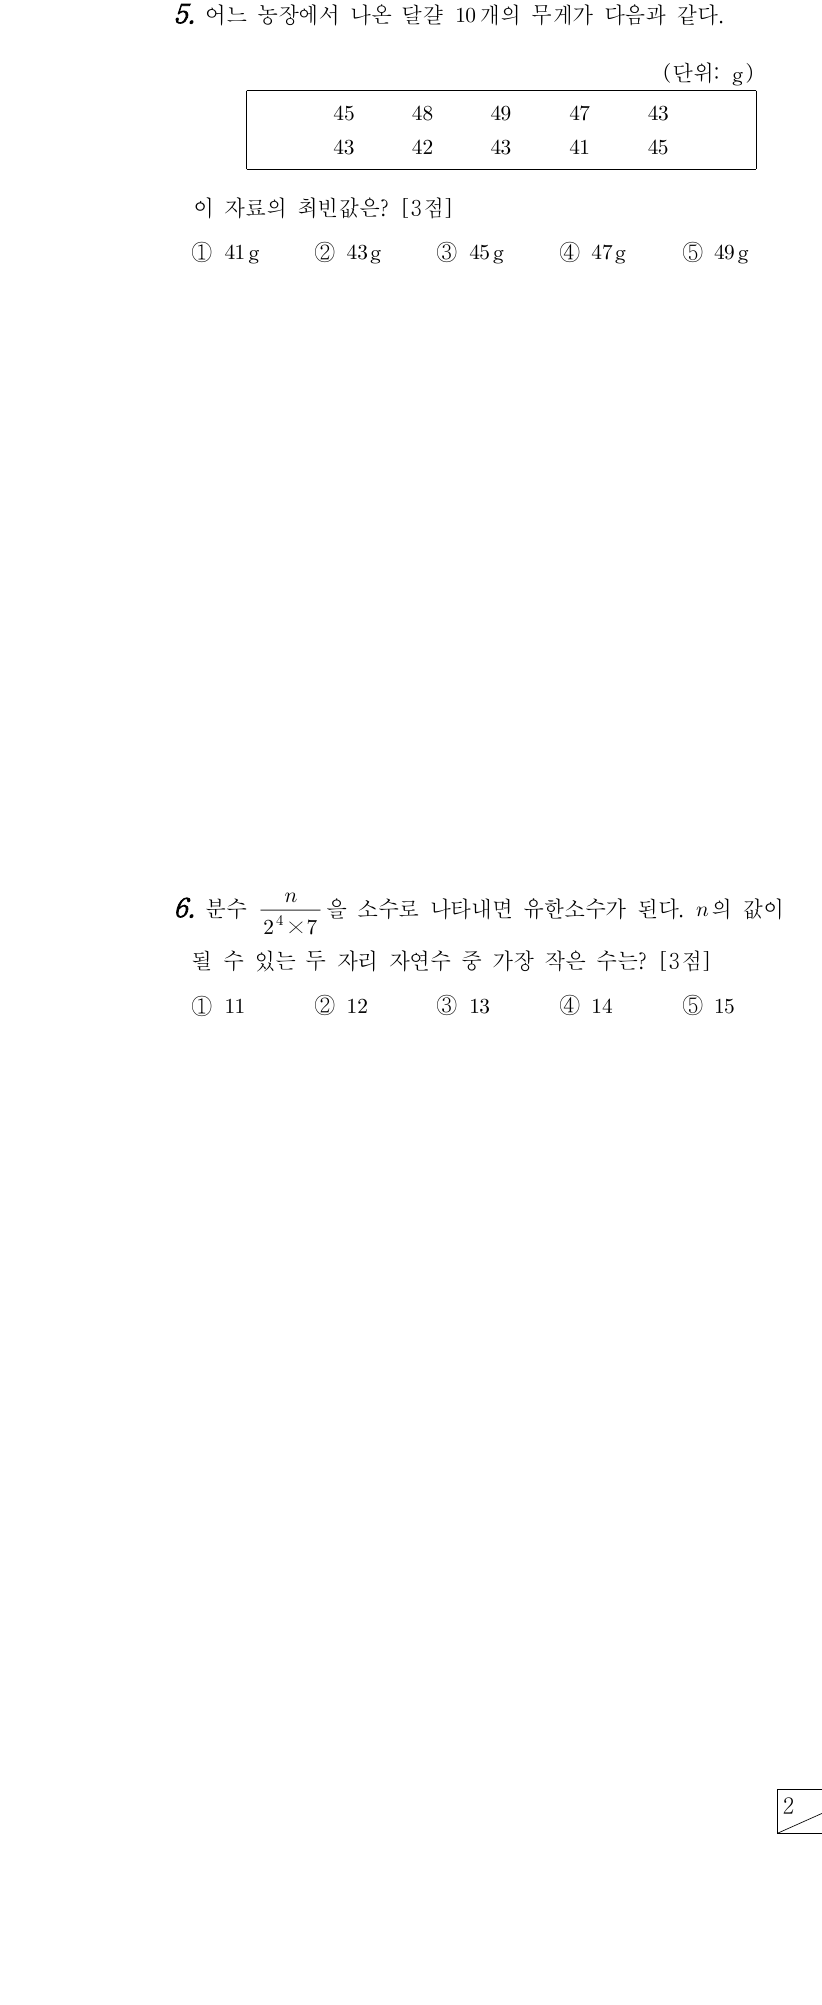 5. 어느 농장에서 나온 달걀 10개의 무게가 다음과 같다.
(단위: g)
45 48 49 47 43
43 42 43 41 45
이 자료의 최빈값은? [3점]
① 41g ② 43g ③ 45g ④ 47g ⑤ 49g
6. 분수 n/(2⁴×7)을 소수로 나타내면 유한소수가 된다. n의 값이
될 수 있는 두 자리 자연수 중 가장 작은 수는? [3점]
① 11 ② 12 ③ 13 ④ 14 ⑤ 15
2